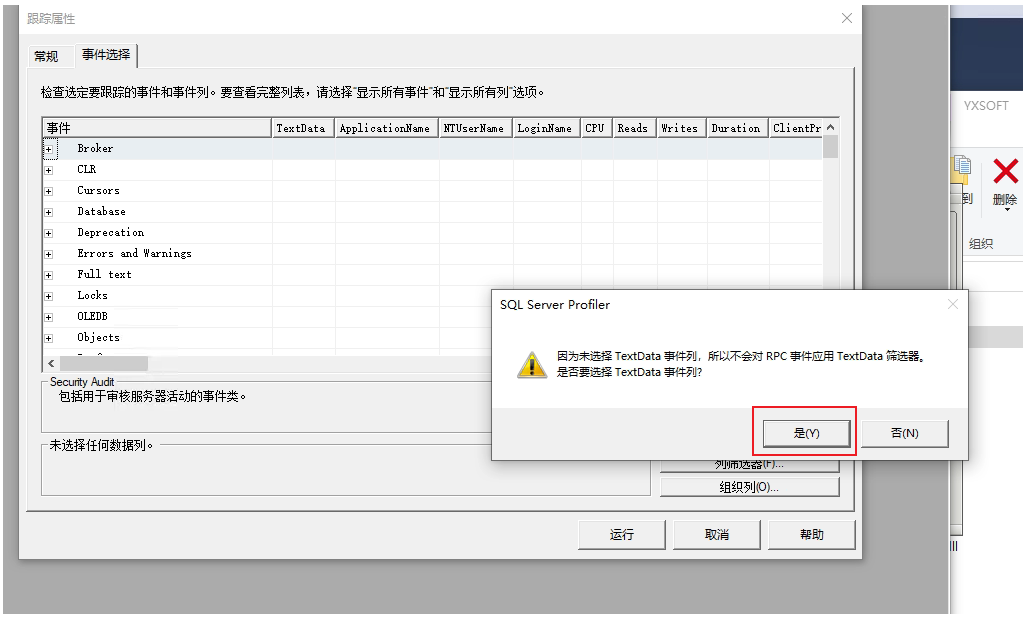 跟踪属性
常规
事件选择
检查选定要跟踪的事件和事件列。要查看完整列表，请选择"显示所有事件"和"显示所有列"选项。
事件 TextData ApplicationName NTUserName LoginName CPU Reads Writes Duration ClientPr
Broker
CLR
Cursors
Database
Deprecation
Errors and Warnings
Full text
Locks
OLEDB
Objects
Security Audit
包括用于审核服务器活动的事件类。
未选择任何数据列。
列筛选器(F)...
组织列(O)...
运行
取消
帮助
SQL Server Profiler
因为未选择 TextData 事件列，所以不会对 RPC 事件应用 TextData 筛选器。
是否要选择 TextData 事件列?
是(Y)
否(N)
YXSOFT
到
删除
组织